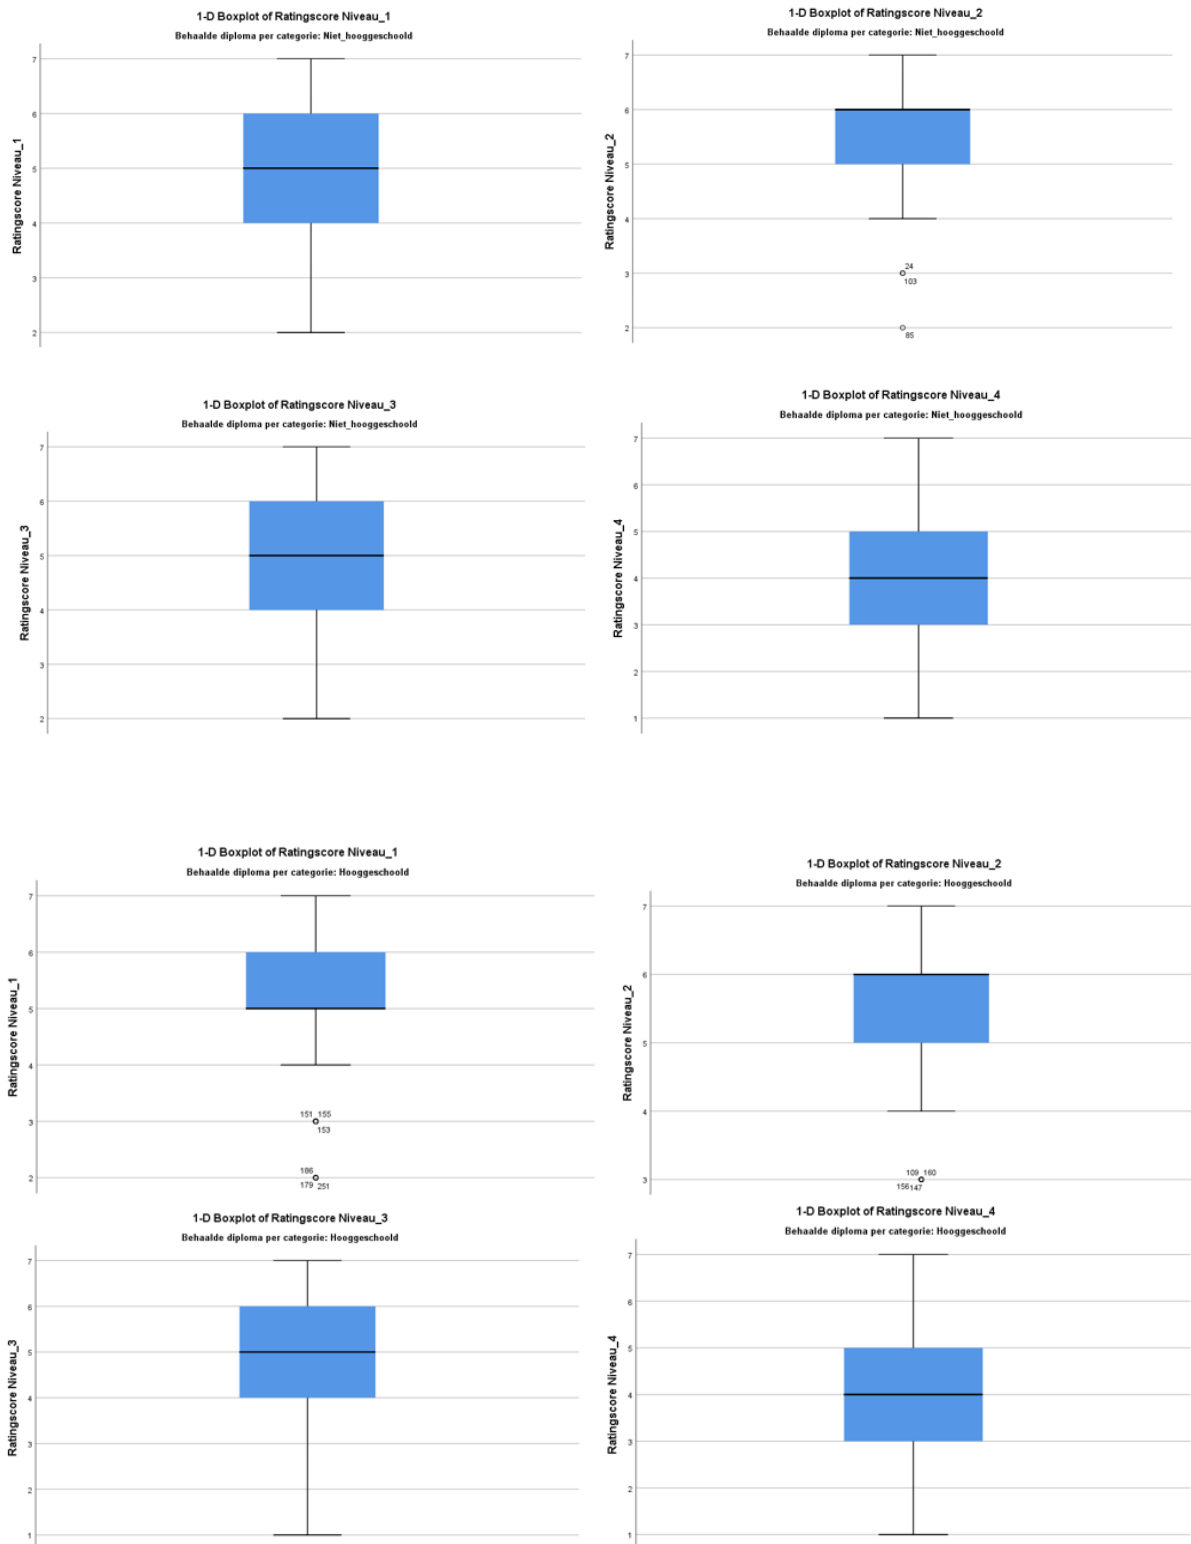 1-D Boxplot of Ratingscore Niveau_1
Behaalde diploma per categorie: Niet_hooggeschoold
Ratingscore Niveau_1
7
6
5
4
3
2
1-D Boxplot of Ratingscore Niveau_2
Behaalde diploma per categorie: Niet_hooggeschoold
Ratingscore Niveau_2
7
6
5
4
3
2
24
103
85
1-D Boxplot of Ratingscore Niveau_3
Behaalde diploma per categorie: Niet_hooggeschoold
Ratingscore Niveau_3
7
6
5
4
3
2
1-D Boxplot of Ratingscore Niveau_4
Behaalde diploma per categorie: Niet_hooggeschoold
Ratingscore Niveau_4
7
6
5
4
3
2
1
1-D Boxplot of Ratingscore Niveau_1
Behaalde diploma per categorie: Hooggeschoold
Ratingscore Niveau_1
7
6
5
4
3
2
151 155
153
186
179 251
1-D Boxplot of Ratingscore Niveau_2
Behaalde diploma per categorie: Hooggeschoold
Ratingscore Niveau_2
7
6
5
4
3
109 160
156 147
1-D Boxplot of Ratingscore Niveau_3
Behaalde diploma per categorie: Hooggeschoold
Ratingscore Niveau_3
7
6
5
4
3
2
1
1-D Boxplot of Ratingscore Niveau_4
Behaalde diploma per categorie: Hooggeschoold
Ratingscore Niveau_4
7
6
5
4
3
2
1